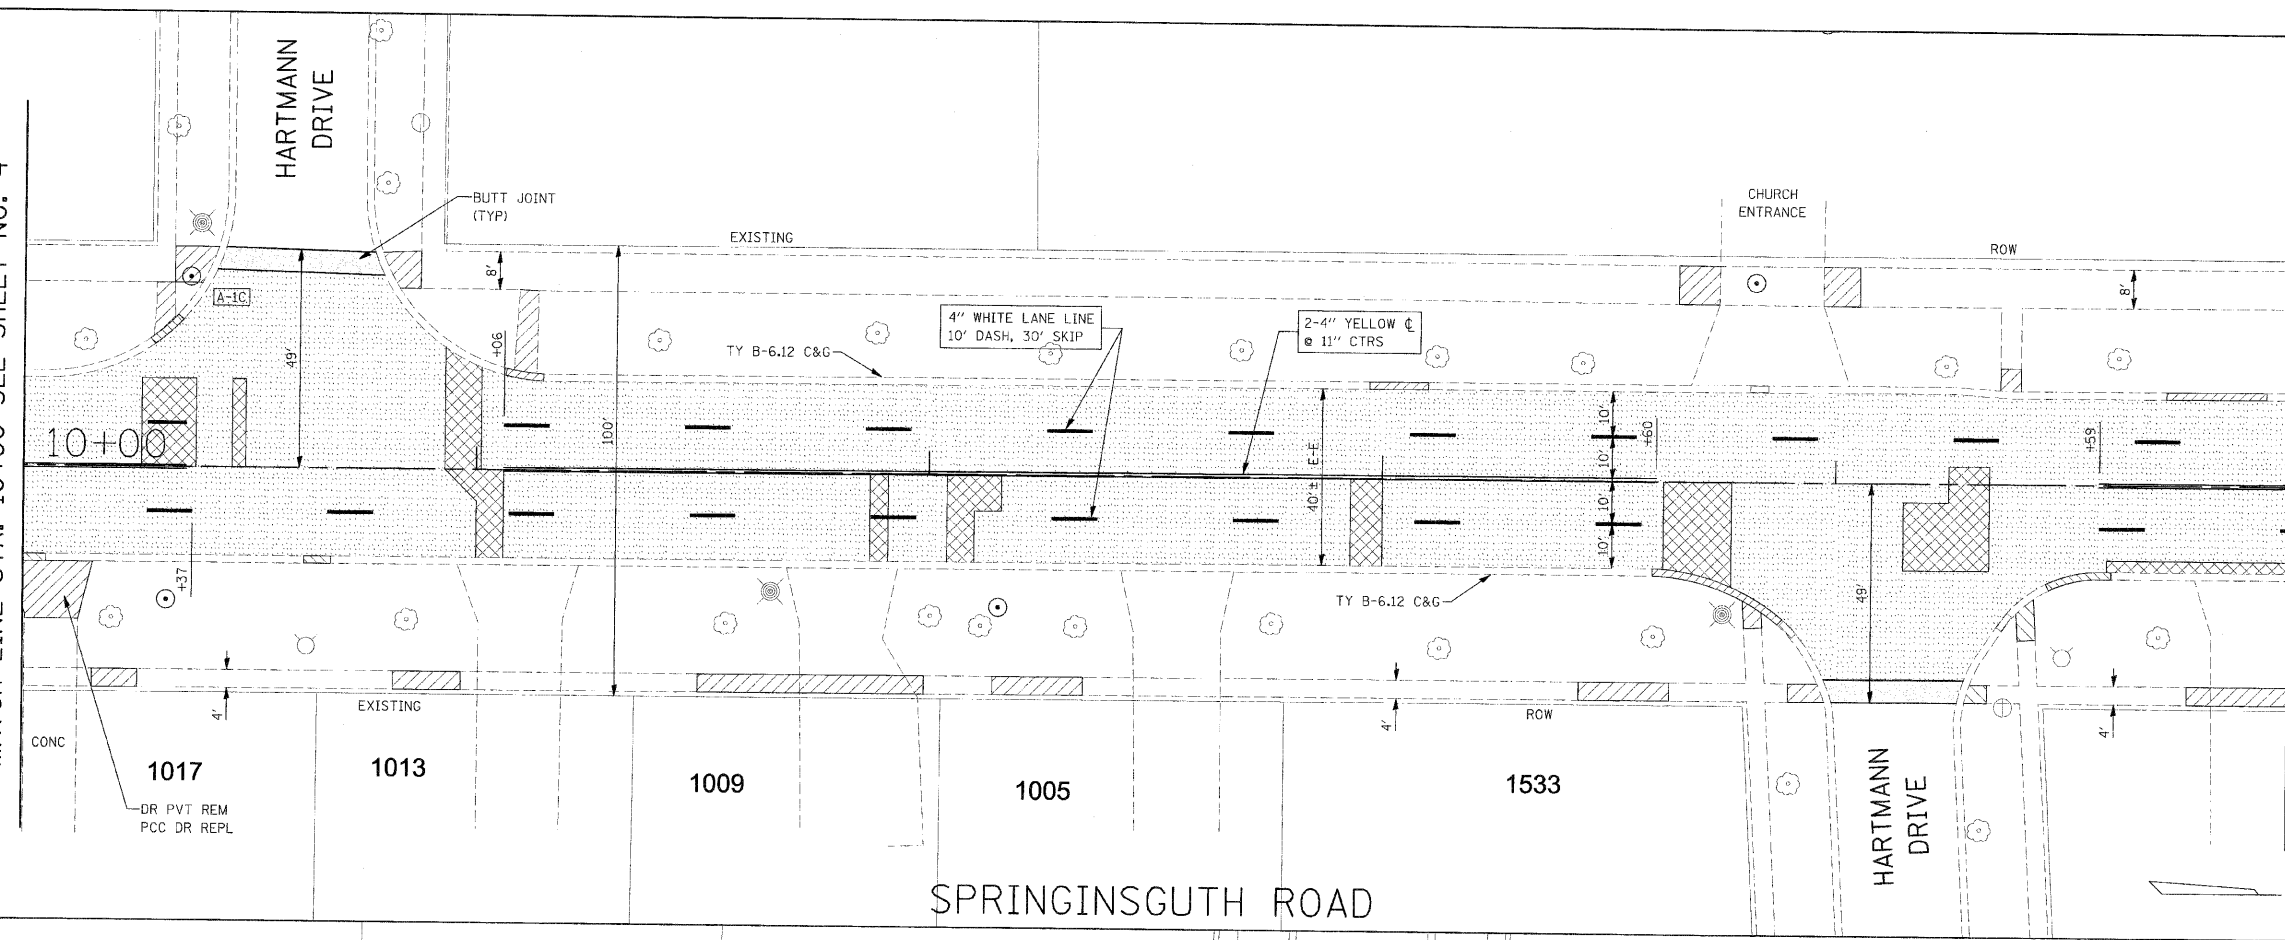 HARTMANN
DRIVE
BUTT JOINT
(TYP)
CHURCH
ENTRANCE
EXISTING
ROW
8'
8'
A-1C
49'
+06
100'
TY B-6.12 C&G
4" WHITE LANE LINE
10' DASH, 30' SKIP
2-4" YELLOW ℄
@ 11" CTRS
10+00
40'± E-E
10'
10'
10'
10'
+60
+59
+37
TY B-6.12 C&G
49'
4'
4'
4'
EXISTING
ROW
CONC
1017
1013
1009
1005
1533
DR PVT REM
PCC DR REPL
HARTMANN
DRIVE
SPRINGINSGUTH ROAD